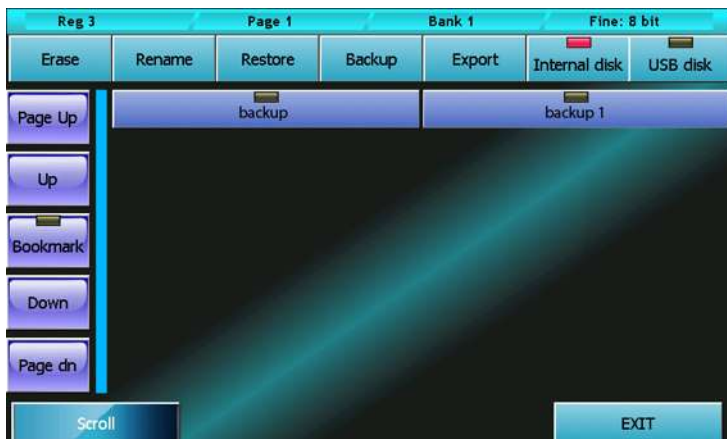 Reg 3 Page 1 Bank 1 Fine: 8 bit
Erase Rename Restore Backup Export Internal disk USB disk
Page Up backup backup 1
Up
Bookmark
Down
Page dn
Scroll EXIT